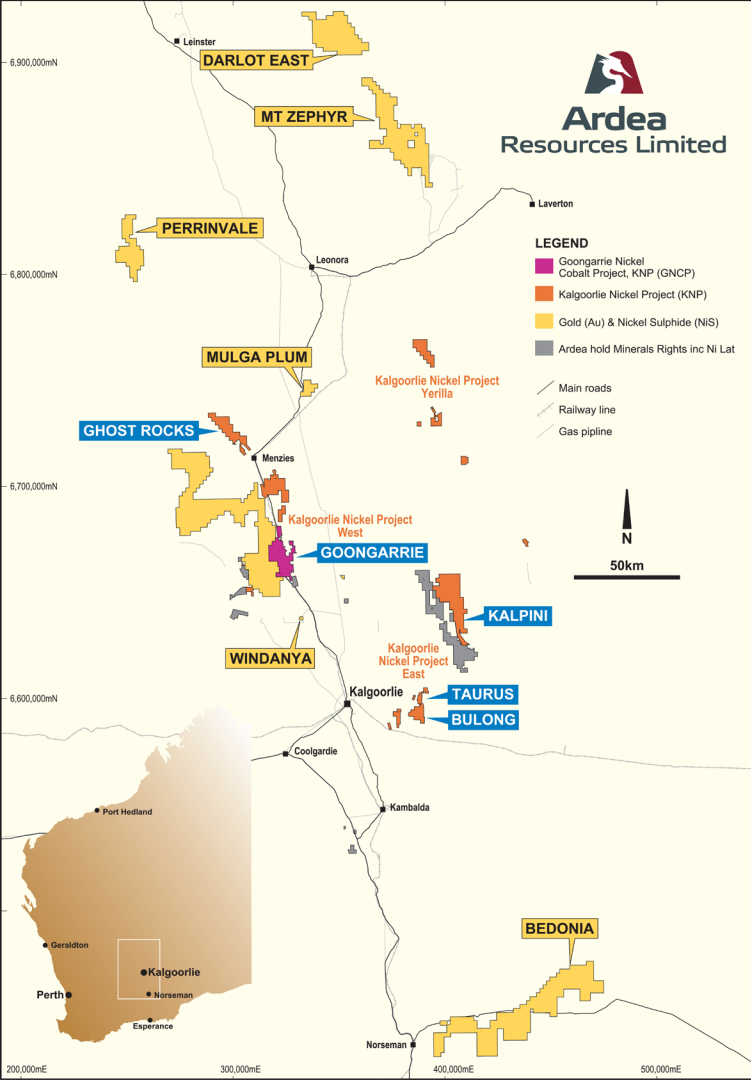 Leinster
6,900,000mN
DARLOT EAST
MT ZEPHYR
Ardea
Resources Limited
Laverton
PERRINVALE
Leonora
6,800,000mN
LEGEND
Goongarrie Nickel
Cobalt Project, KNP (GNCP)
Kalgoorlie Nickel Project (KNP)
Gold (Au) & Nickel Sulphide (NiS)
Ardea hold Minerals Rights inc Ni Lat
Main roads
Railway line
Gas pipline
MULGA PLUM
Kalgoorlie Nickel Project
Yerilla
GHOST ROCKS
Menzies
6,700,000mN
Kalgoorlie Nickel Project
West
GOONGARRIE
N
50km
KALPINI
WINDANYA
Kalgoorlie
Nickel Project
East
6,600,000mN
Kalgoorlie
TAURUS
BULONG
Coolgardie
Kambalda
Port Hedland
Geraldton
Kalgoorlie
Perth
Norseman
Esperance
BEDONIA
Norseman
200,000mE
300,000mE
400,000mE
500,000mE